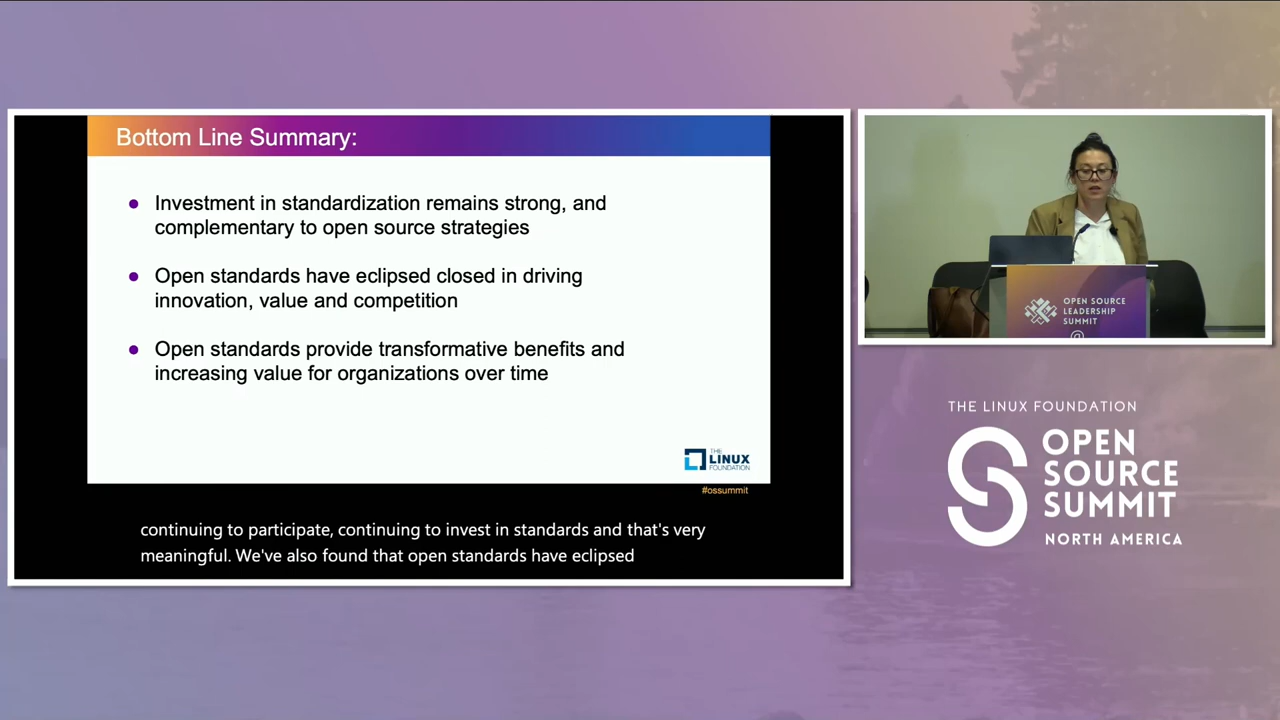 Bottom Line Summary:
● Investment in standardization remains strong, and
complementary to open source strategies
● Open standards have eclipsed closed in driving
innovation, value and competition
● Open standards provide transformative benefits and
increasing value for organizations over time
THE
LINUX
FOUNDATION
#ossummit
continuing to participate, continuing to invest in standards and that's very
meaningful. We've also found that open standards have eclipsed
OPEN SOURCE
LEADERSHIP
SUMMIT
@
THE LINUX FOUNDATION
OPEN
SOURCE
SUMMIT
NORTH AMERICA